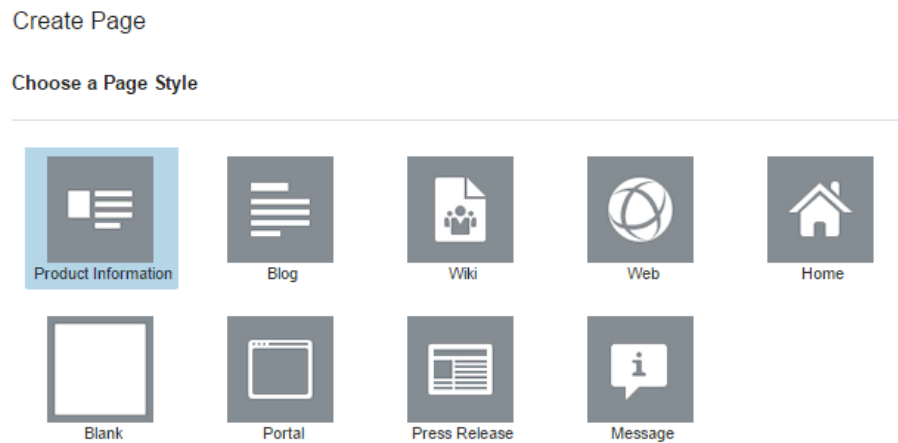 Create Page
Choose a Page Style
Product Information
Blog
Wiki
Web
Home
Blank
Portal
Press Release
i
Message